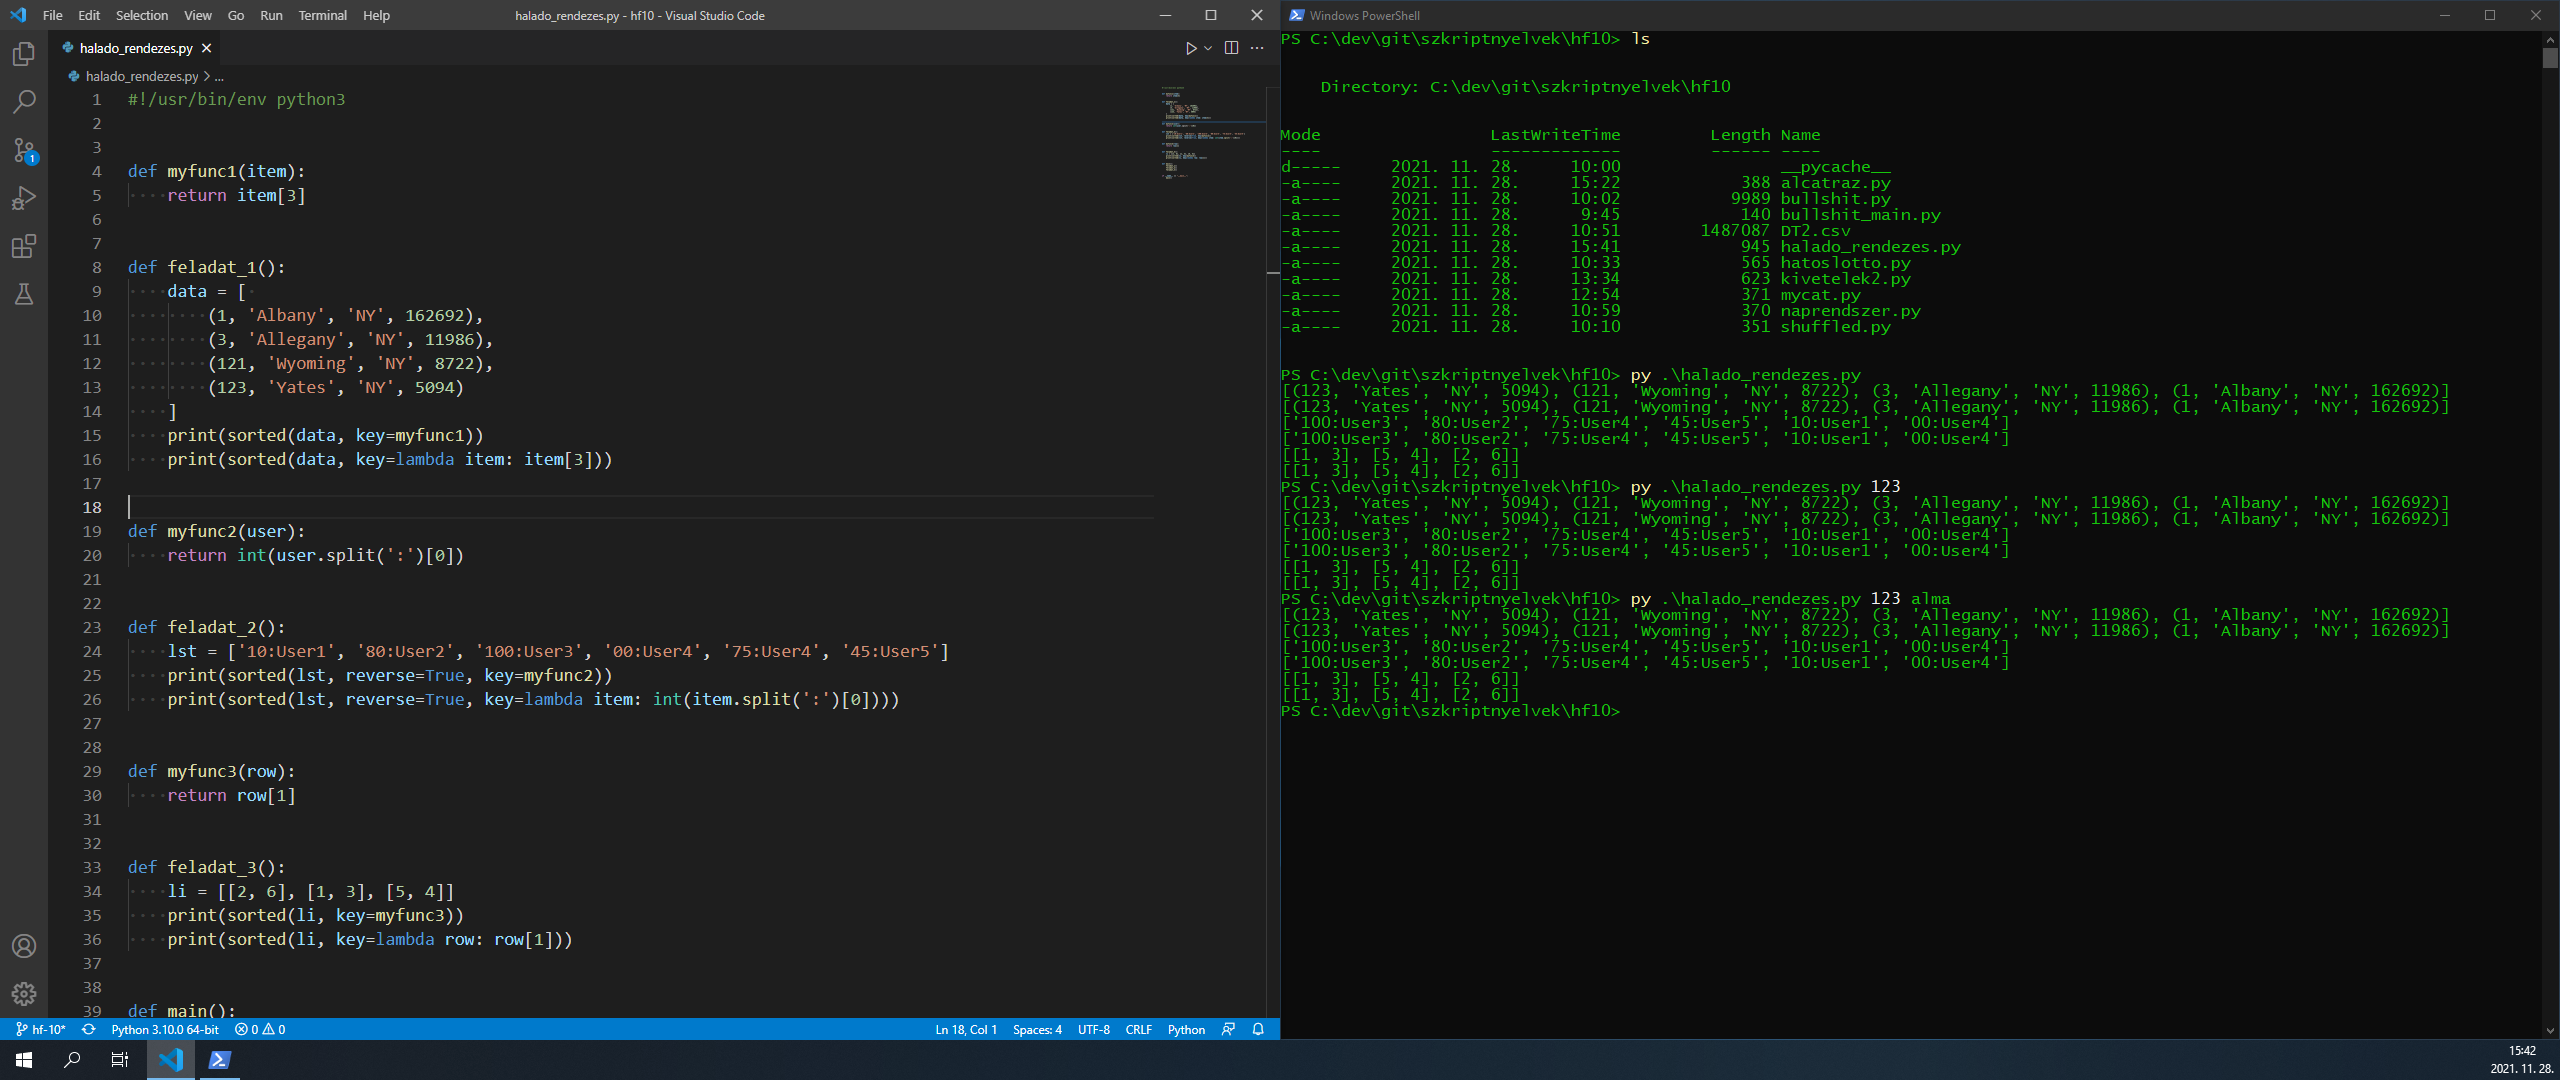 File Edit Selection View Go Run Terminal Help
halado_rendezes.py - hf10 - Visual Studio Code
halado_rendezes.py
halado_rendezes.py > ...
1 #!/usr/bin/env python3
2
3
4 def myfunc1(item):
5 ····return item[3]
6
7
8 def feladat_1():
9 ····data = [·
10 ········(1, 'Albany', 'NY', 162692),
11 ········(3, 'Allegany', 'NY', 11986),
12 ········(121, 'Wyoming', 'NY', 8722),
13 ········(123, 'Yates', 'NY', 5094)
14 ····]
15 ····print(sorted(data, key=myfunc1))
16 ····print(sorted(data, key=lambda item: item[3]))
17
18
19 def myfunc2(user):
20 ····return int(user.split(':')[0])
21
22
23 def feladat_2():
24 ····lst = ['10:User1', '80:User2', '100:User3', '00:User4', '75:User4', '45:User5']
25 ····print(sorted(lst, reverse=True, key=myfunc2))
26 ····print(sorted(lst, reverse=True, key=lambda item: int(item.split(':')[0])))
27
28
29 def myfunc3(row):
30 ····return row[1]
31
32
33 def feladat_3():
34 ····li = [[2, 6], [1, 3], [5, 4]]
35 ····print(sorted(li, key=myfunc3))
36 ····print(sorted(li, key=lambda row: row[1]))
37
38
39 def main():
1
hf-10* Python 3.10.0 64-bit 0 0 Ln 18, Col 1 Spaces: 4 UTF-8 CRLF Python
Windows PowerShell
PS C:\dev\git\szkriptnyelvek\hf10> ls
Directory: C:\dev\git\szkriptnyelvek\hf10
Mode LastWriteTime Length Name
---- ------------- ------ ----
d----- 2021. 11. 28. 10:00 __pycache__
-a---- 2021. 11. 28. 15:22 388 alcatraz.py
-a---- 2021. 11. 28. 10:02 9989 bullshit.py
-a---- 2021. 11. 28. 9:45 140 bullshit_main.py
-a---- 2021. 11. 28. 10:51 1487087 DT2.csv
-a---- 2021. 11. 28. 15:41 945 halado_rendezes.py
-a---- 2021. 11. 28. 10:33 565 hatoslotto.py
-a---- 2021. 11. 28. 13:34 623 kivetelek2.py
-a---- 2021. 11. 28. 12:54 371 mycat.py
-a---- 2021. 11. 28. 10:59 370 naprendszer.py
-a---- 2021. 11. 28. 10:10 351 shuffled.py
PS C:\dev\git\szkriptnyelvek\hf10> py .\halado_rendezes.py
[(123, 'Yates', 'NY', 5094), (121, 'Wyoming', 'NY', 8722), (3, 'Allegany', 'NY', 11986), (1, 'Albany', 'NY', 162692)]
[(123, 'Yates', 'NY', 5094), (121, 'Wyoming', 'NY', 8722), (3, 'Allegany', 'NY', 11986), (1, 'Albany', 'NY', 162692)]
['100:User3', '80:User2', '75:User4', '45:User5', '10:User1', '00:User4']
['100:User3', '80:User2', '75:User4', '45:User5', '10:User1', '00:User4']
[[1, 3], [5, 4], [2, 6]]
[[1, 3], [5, 4], [2, 6]]
PS C:\dev\git\szkriptnyelvek\hf10> py .\halado_rendezes.py 123
[(123, 'Yates', 'NY', 5094), (121, 'Wyoming', 'NY', 8722), (3, 'Allegany', 'NY', 11986), (1, 'Albany', 'NY', 162692)]
[(123, 'Yates', 'NY', 5094), (121, 'Wyoming', 'NY', 8722), (3, 'Allegany', 'NY', 11986), (1, 'Albany', 'NY', 162692)]
['100:User3', '80:User2', '75:User4', '45:User5', '10:User1', '00:User4']
['100:User3', '80:User2', '75:User4', '45:User5', '10:User1', '00:User4']
[[1, 3], [5, 4], [2, 6]]
[[1, 3], [5, 4], [2, 6]]
PS C:\dev\git\szkriptnyelvek\hf10> py .\halado_rendezes.py 123 alma
[(123, 'Yates', 'NY', 5094), (121, 'Wyoming', 'NY', 8722), (3, 'Allegany', 'NY', 11986), (1, 'Albany', 'NY', 162692)]
[(123, 'Yates', 'NY', 5094), (121, 'Wyoming', 'NY', 8722), (3, 'Allegany', 'NY', 11986), (1, 'Albany', 'NY', 162692)]
['100:User3', '80:User2', '75:User4', '45:User5', '10:User1', '00:User4']
['100:User3', '80:User2', '75:User4', '45:User5', '10:User1', '00:User4']
[[1, 3], [5, 4], [2, 6]]
[[1, 3], [5, 4], [2, 6]]
PS C:\dev\git\szkriptnyelvek\hf10>
15:42
2021. 11. 28.